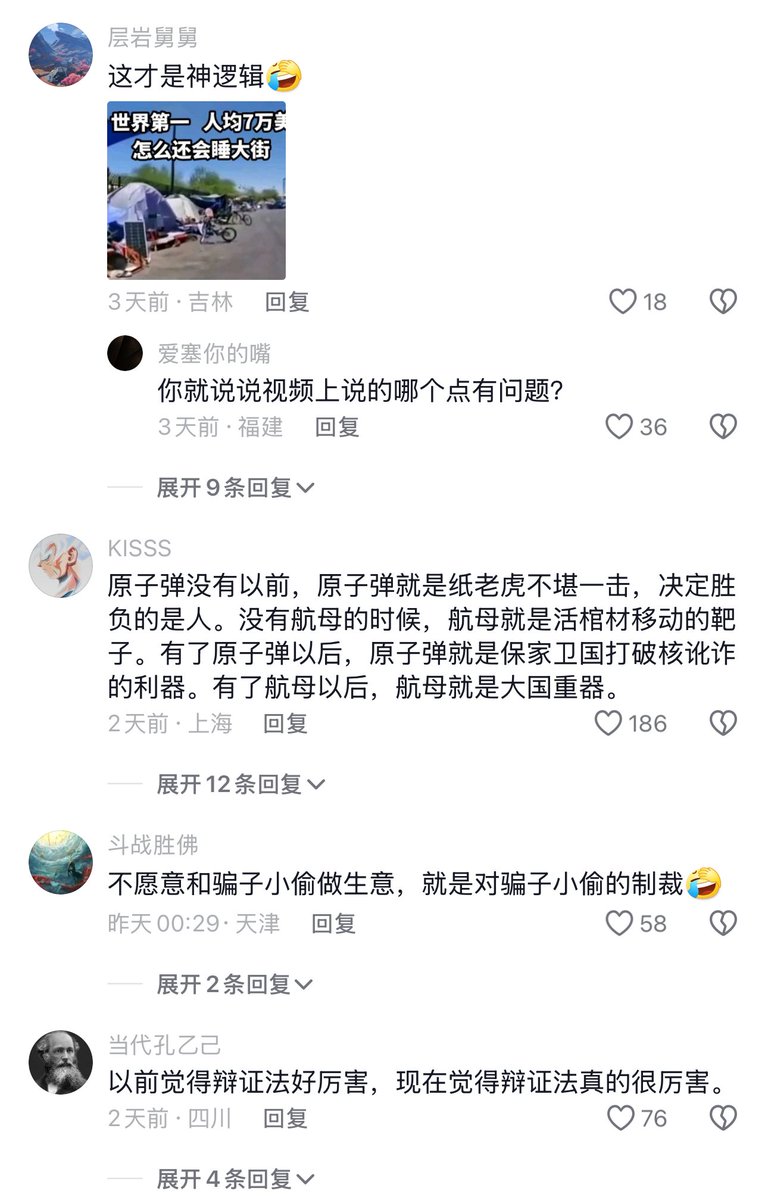 层岩舅舅
这才是神逻辑🤣
世界第一 人均7万美
怎么还会睡大街
3天前·吉林 回复 18
爱塞你的嘴
你就说说视频上说的哪个点有问题?
3天前·福建 回复 36
展开9条回复
KISSS
原子弹没有以前，原子弹就是纸老虎不堪一击，决定胜
负的是人。没有航母的时候，航母就是活棺材移动的靶
子。有了原子弹以后，原子弹就是保家卫国打破核讹诈
的利器。有了航母以后，航母就是大国重器。
2天前·上海 回复 186
展开12条回复
斗战胜佛
不愿意和骗子小偷做生意，就是对骗子小偷的制裁🤣
昨天00:29·天津 回复 58
展开2条回复
当代孔乙己
以前觉得辩证法好厉害，现在觉得辩证法真的很厉害。
2天前·四川 回复 76
展开4条回复